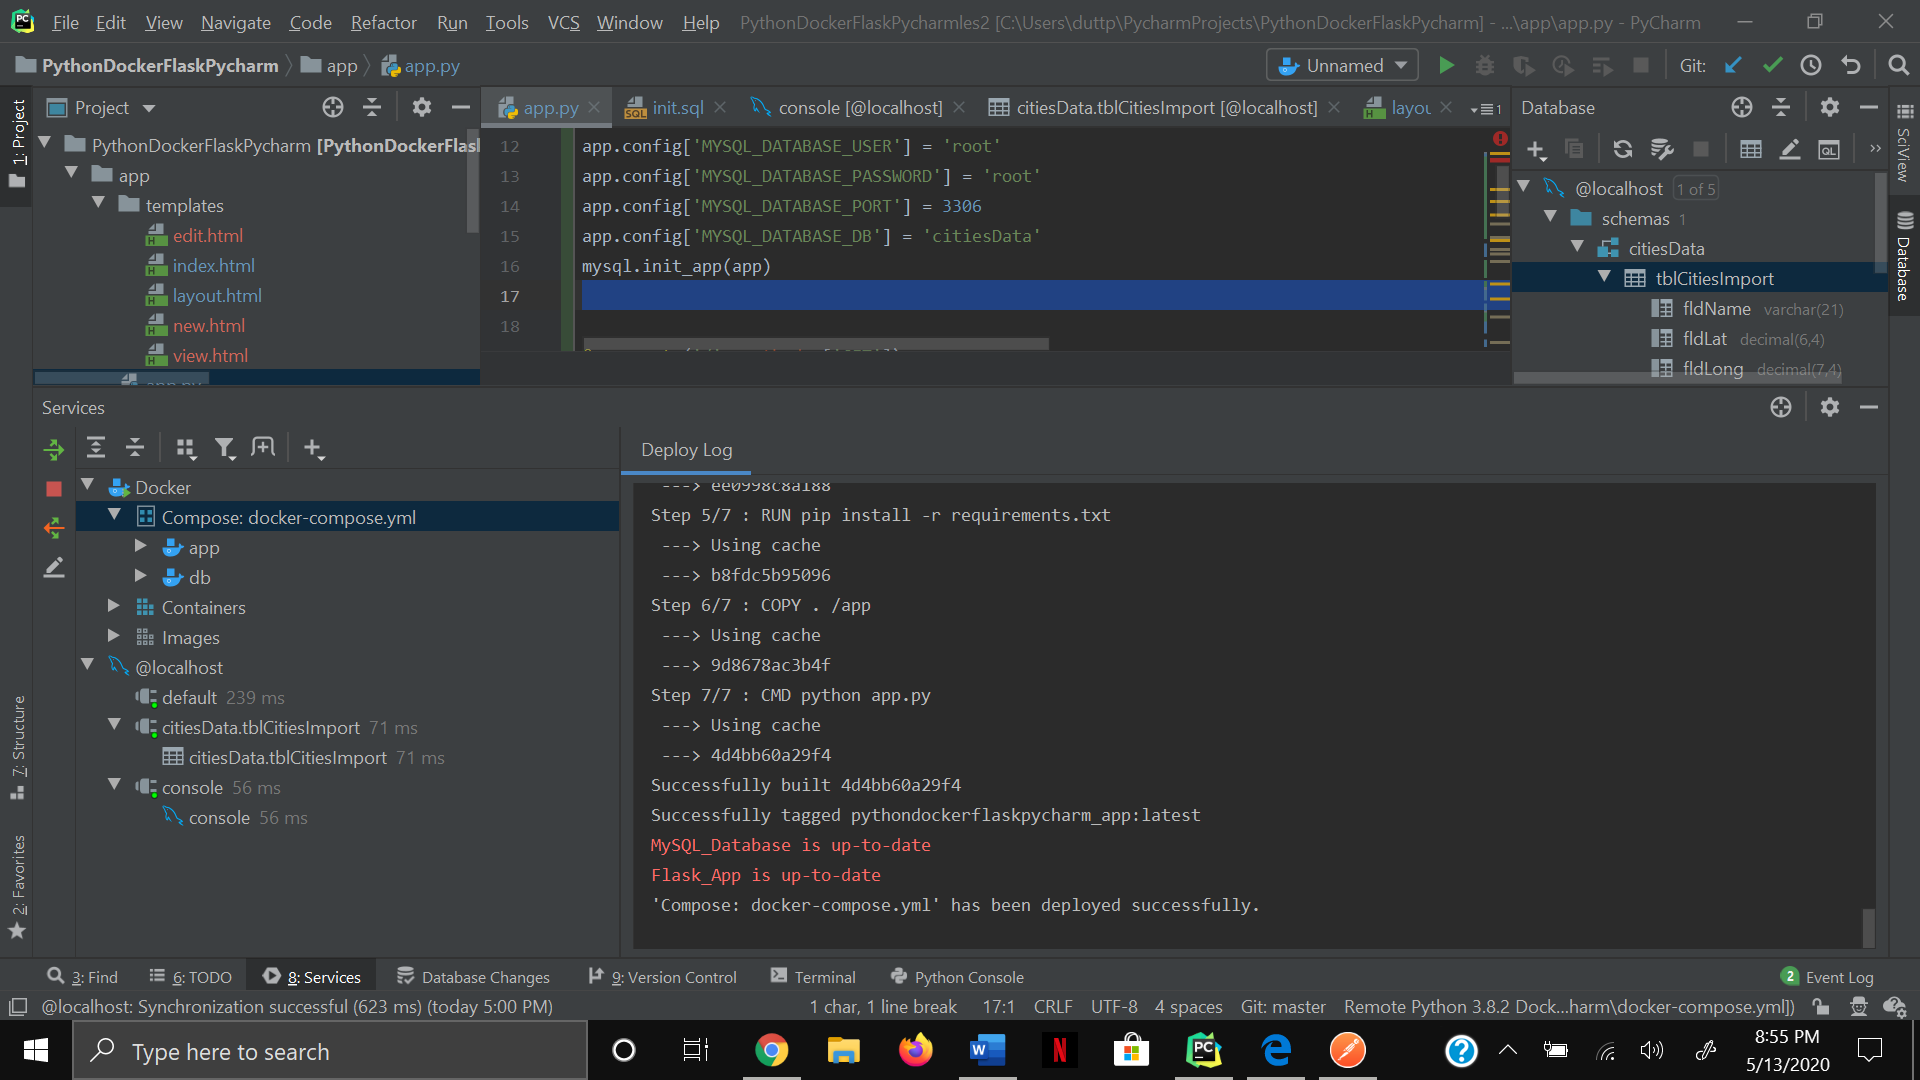 File Edit View Navigate Code Refactor Run Tools VCS Window Help PythonDockerFlaskPycharmles2 [C:\Users\duttp\PycharmProjects\PythonDockerFlaskPycharm] - ...\app\app.py - PyCharm
PythonDockerFlaskPycharm app app.py Unnamed Git:
1: Project
Project
app.py init.sql console [@localhost] citiesData.tblCitiesImport [@localhost] layou 1
Database
SciView
Database
PythonDockerFlaskPycharm [PythonDockerFlas
app
templates
edit.html
index.html
layout.html
new.html
view.html
app.py
12 app.config['MYSQL_DATABASE_USER'] = 'root'
13 app.config['MYSQL_DATABASE_PASSWORD'] = 'root'
14 app.config['MYSQL_DATABASE_PORT'] = 3306
15 app.config['MYSQL_DATABASE_DB'] = 'citiesData'
16 mysql.init_app(app)
17
18
QL
@localhost 1 of 5
schemas 1
citiesData
tblCitiesImport
fldName varchar(21)
fldLat decimal(6,4)
fldLong decimal(7,4)
Services
Docker
Compose: docker-compose.yml
app
db
Containers
Images
@localhost
default 239 ms
citiesData.tblCitiesImport 71 ms
citiesData.tblCitiesImport 71 ms
console 56 ms
console 56 ms
Deploy Log
---> ee0998c8a188
Step 5/7 : RUN pip install -r requirements.txt
---> Using cache
---> b8fdc5b95096
Step 6/7 : COPY . /app
---> Using cache
---> 9d8678ac3b4f
Step 7/7 : CMD python app.py
---> Using cache
---> 4d4bb60a29f4
Successfully built 4d4bb60a29f4
Successfully tagged pythondockerflaskpycharm_app:latest
MySQL_Database is up-to-date
Flask_App is up-to-date
'Compose: docker-compose.yml' has been deployed successfully.
7: Structure
2: Favorites
3: Find 6: TODO 8: Services Database Changes 9: Version Control Terminal Python Console 2 Event Log
@localhost: Synchronization successful (623 ms) (today 5:00 PM) 1 char, 1 line break 17:1 CRLF UTF-8 4 spaces Git: master Remote Python 3.8.2 Dock...harm\docker-compose.yml])
Type here to search
8:55 PM
5/13/2020